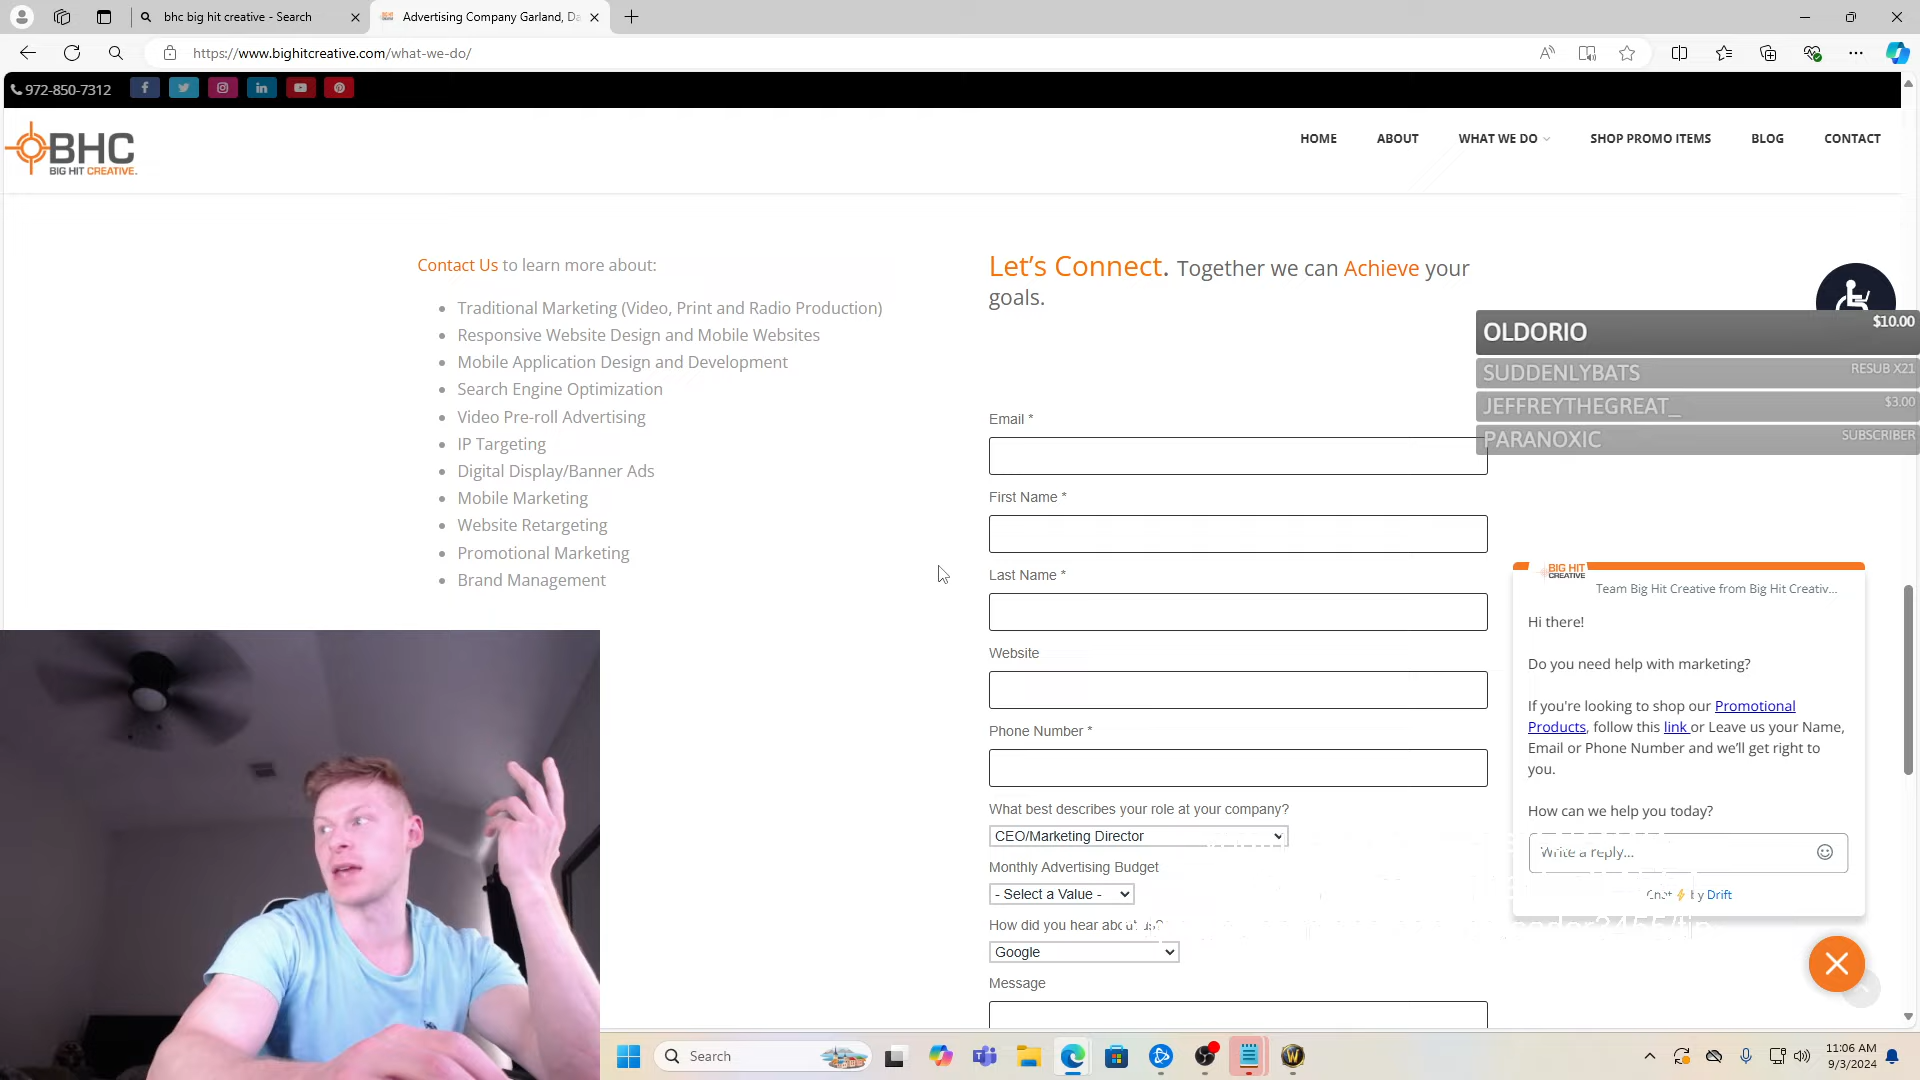 bhc big hit creative - Search
Advertising Company Garland, Da
https://www.bighitcreative.com/what-we-do/
972-850-7312
BHC
BIG HIT CREATIVE.
HOME
ABOUT
WHAT WE DO
SHOP PROMO ITEMS
BLOG
CONTACT
Contact Us to learn more about:
Traditional Marketing (Video, Print and Radio Production)
Responsive Website Design and Mobile Websites
Mobile Application Design and Development
Search Engine Optimization
Video Pre-roll Advertising
IP Targeting
Digital Display/Banner Ads
Mobile Marketing
Website Retargeting
Promotional Marketing
Brand Management
Let's Connect. Together we can Achieve your
goals.
OLDORIO $10.00
SUDDENLYBATS RESUB X21
JEFFREYTHEGREAT_ $3.00
PARANOXIC SUBSCRIBER
Email *
First Name *
Last Name *
Website
Phone Number *
What best describes your role at your company?
CEO/Marketing Director
Monthly Advertising Budget
- Select a Value -
How did you hear about us?
Google
Message
BIG HIT
CREATIVE
Team Big Hit Creative from Big Hit Creativ...
Hi there!
Do you need help with marketing?
If you're looking to shop our Promotional
Products, follow this link or Leave us your Name,
Email or Phone Number and we'll get right to
you.
How can we help you today?
Write a reply...
Chat ⚡ by Drift
Search
11:06 AM
9/3/2024